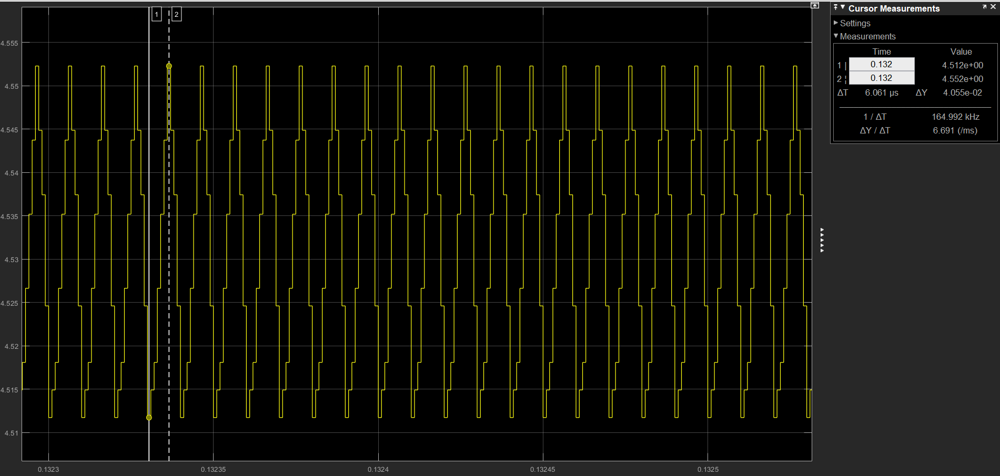 1 2
4.555
4.55
4.545
4.54
4.535
4.53
4.525
4.52
4.515
4.51
0.1323 0.13235 0.1324 0.13245 0.1325
Cursor Measurements
Settings
Measurements
Time Value
1 | 0.132 4.512e+00
2 ¦ 0.132 4.552e+00
ΔT 6.061 µs ΔY 4.055e-02
1 / ΔT 164.992 kHz
ΔY / ΔT 6.691 (/ms)